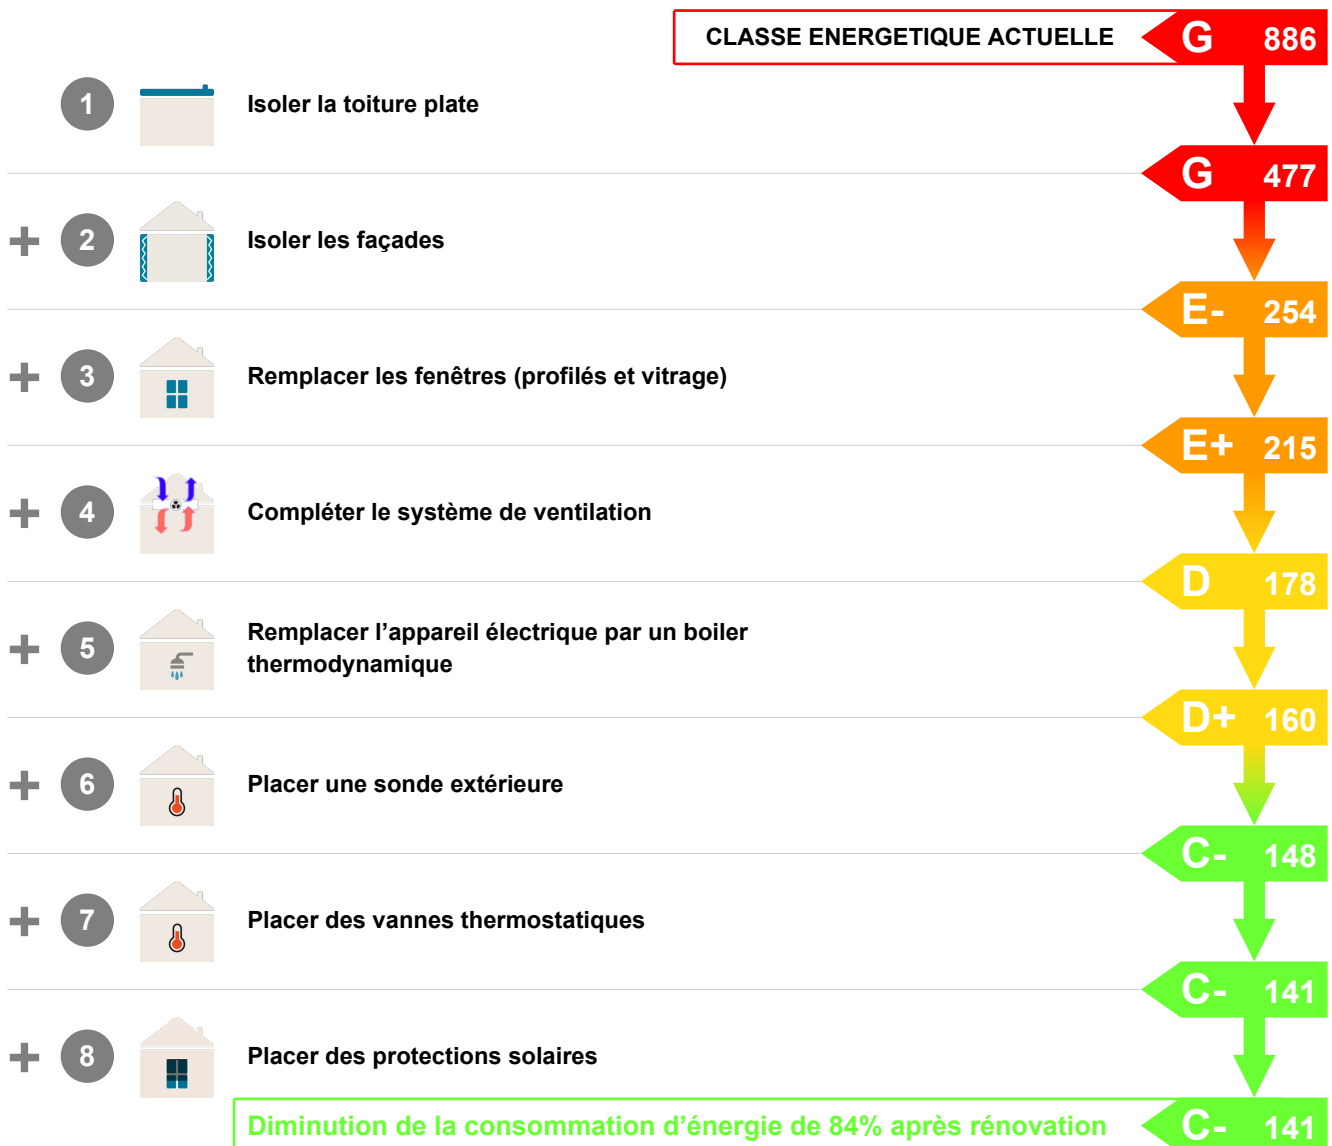 CLASSE ENERGETIQUE ACTUELLE G 886
1 Isoler la toiture plate
G 477
+ 2 Isoler les façades
E- 254
+ 3 Remplacer les fenêtres (profilés et vitrage)
E+ 215
+ 4 Compléter le système de ventilation
D 178
+ 5 Remplacer l’appareil électrique par un boiler
thermodynamique
D+ 160
+ 6 Placer une sonde extérieure
C- 148
+ 7 Placer des vannes thermostatiques
C- 141
+ 8 Placer des protections solaires
Diminution de la consommation d’énergie de 84% après rénovation C- 141